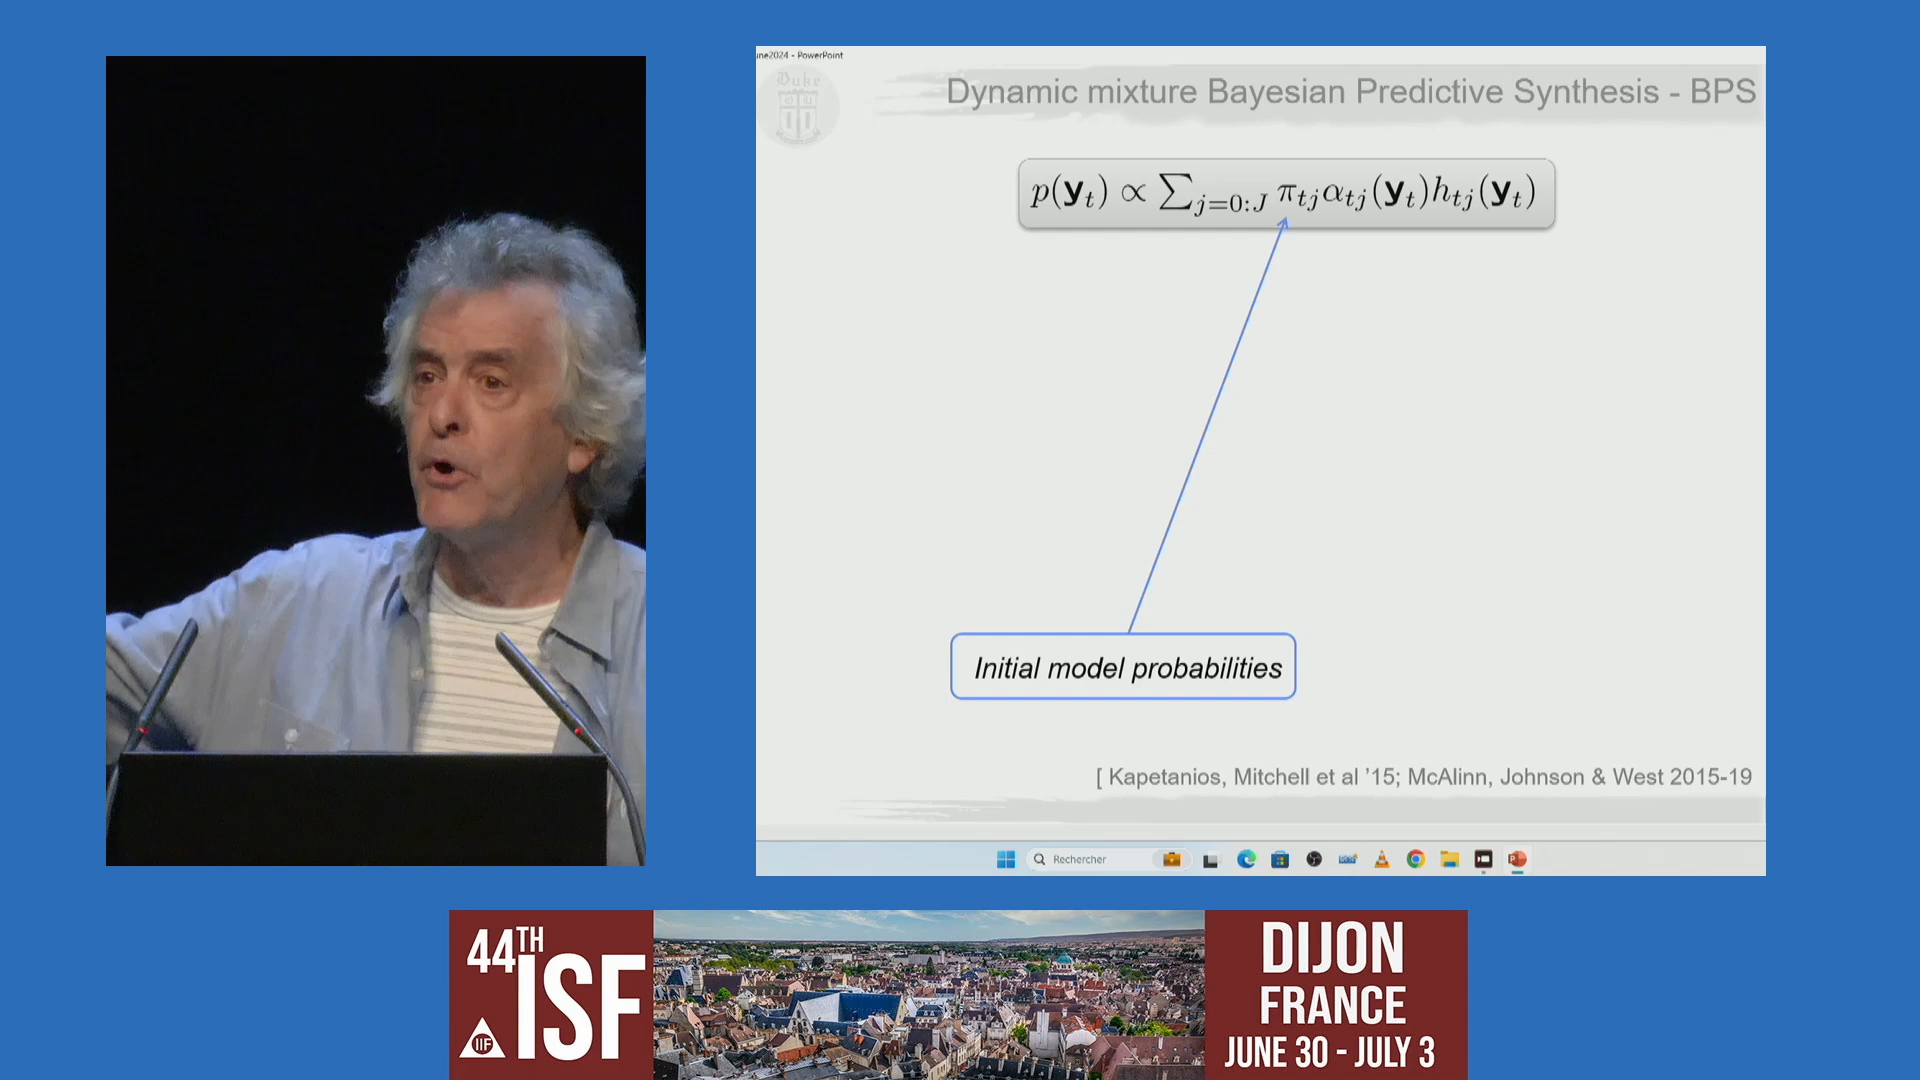 une2024 - PowerPoint
Duke
Dynamic mixture Bayesian Predictive Synthesis - BPS
p(y_t) ∝ ∑_{j=0:J} π_{tj}α_{tj}(y_t)h_{tj}(y_t)
Initial model probabilities
[ Kapetanios, Mitchell et al ’15; McAlinn, Johnson & West 2015-19
Rechercher
44TH
ISF
IIF
DIJON
FRANCE
JUNE 30 - JULY 3